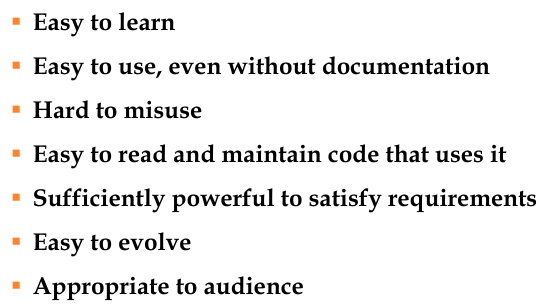 ▪ Easy to learn
▪ Easy to use, even without documentation
▪ Hard to misuse
▪ Easy to read and maintain code that uses it
▪ Sufficiently powerful to satisfy requirements
▪ Easy to evolve
▪ Appropriate to audience